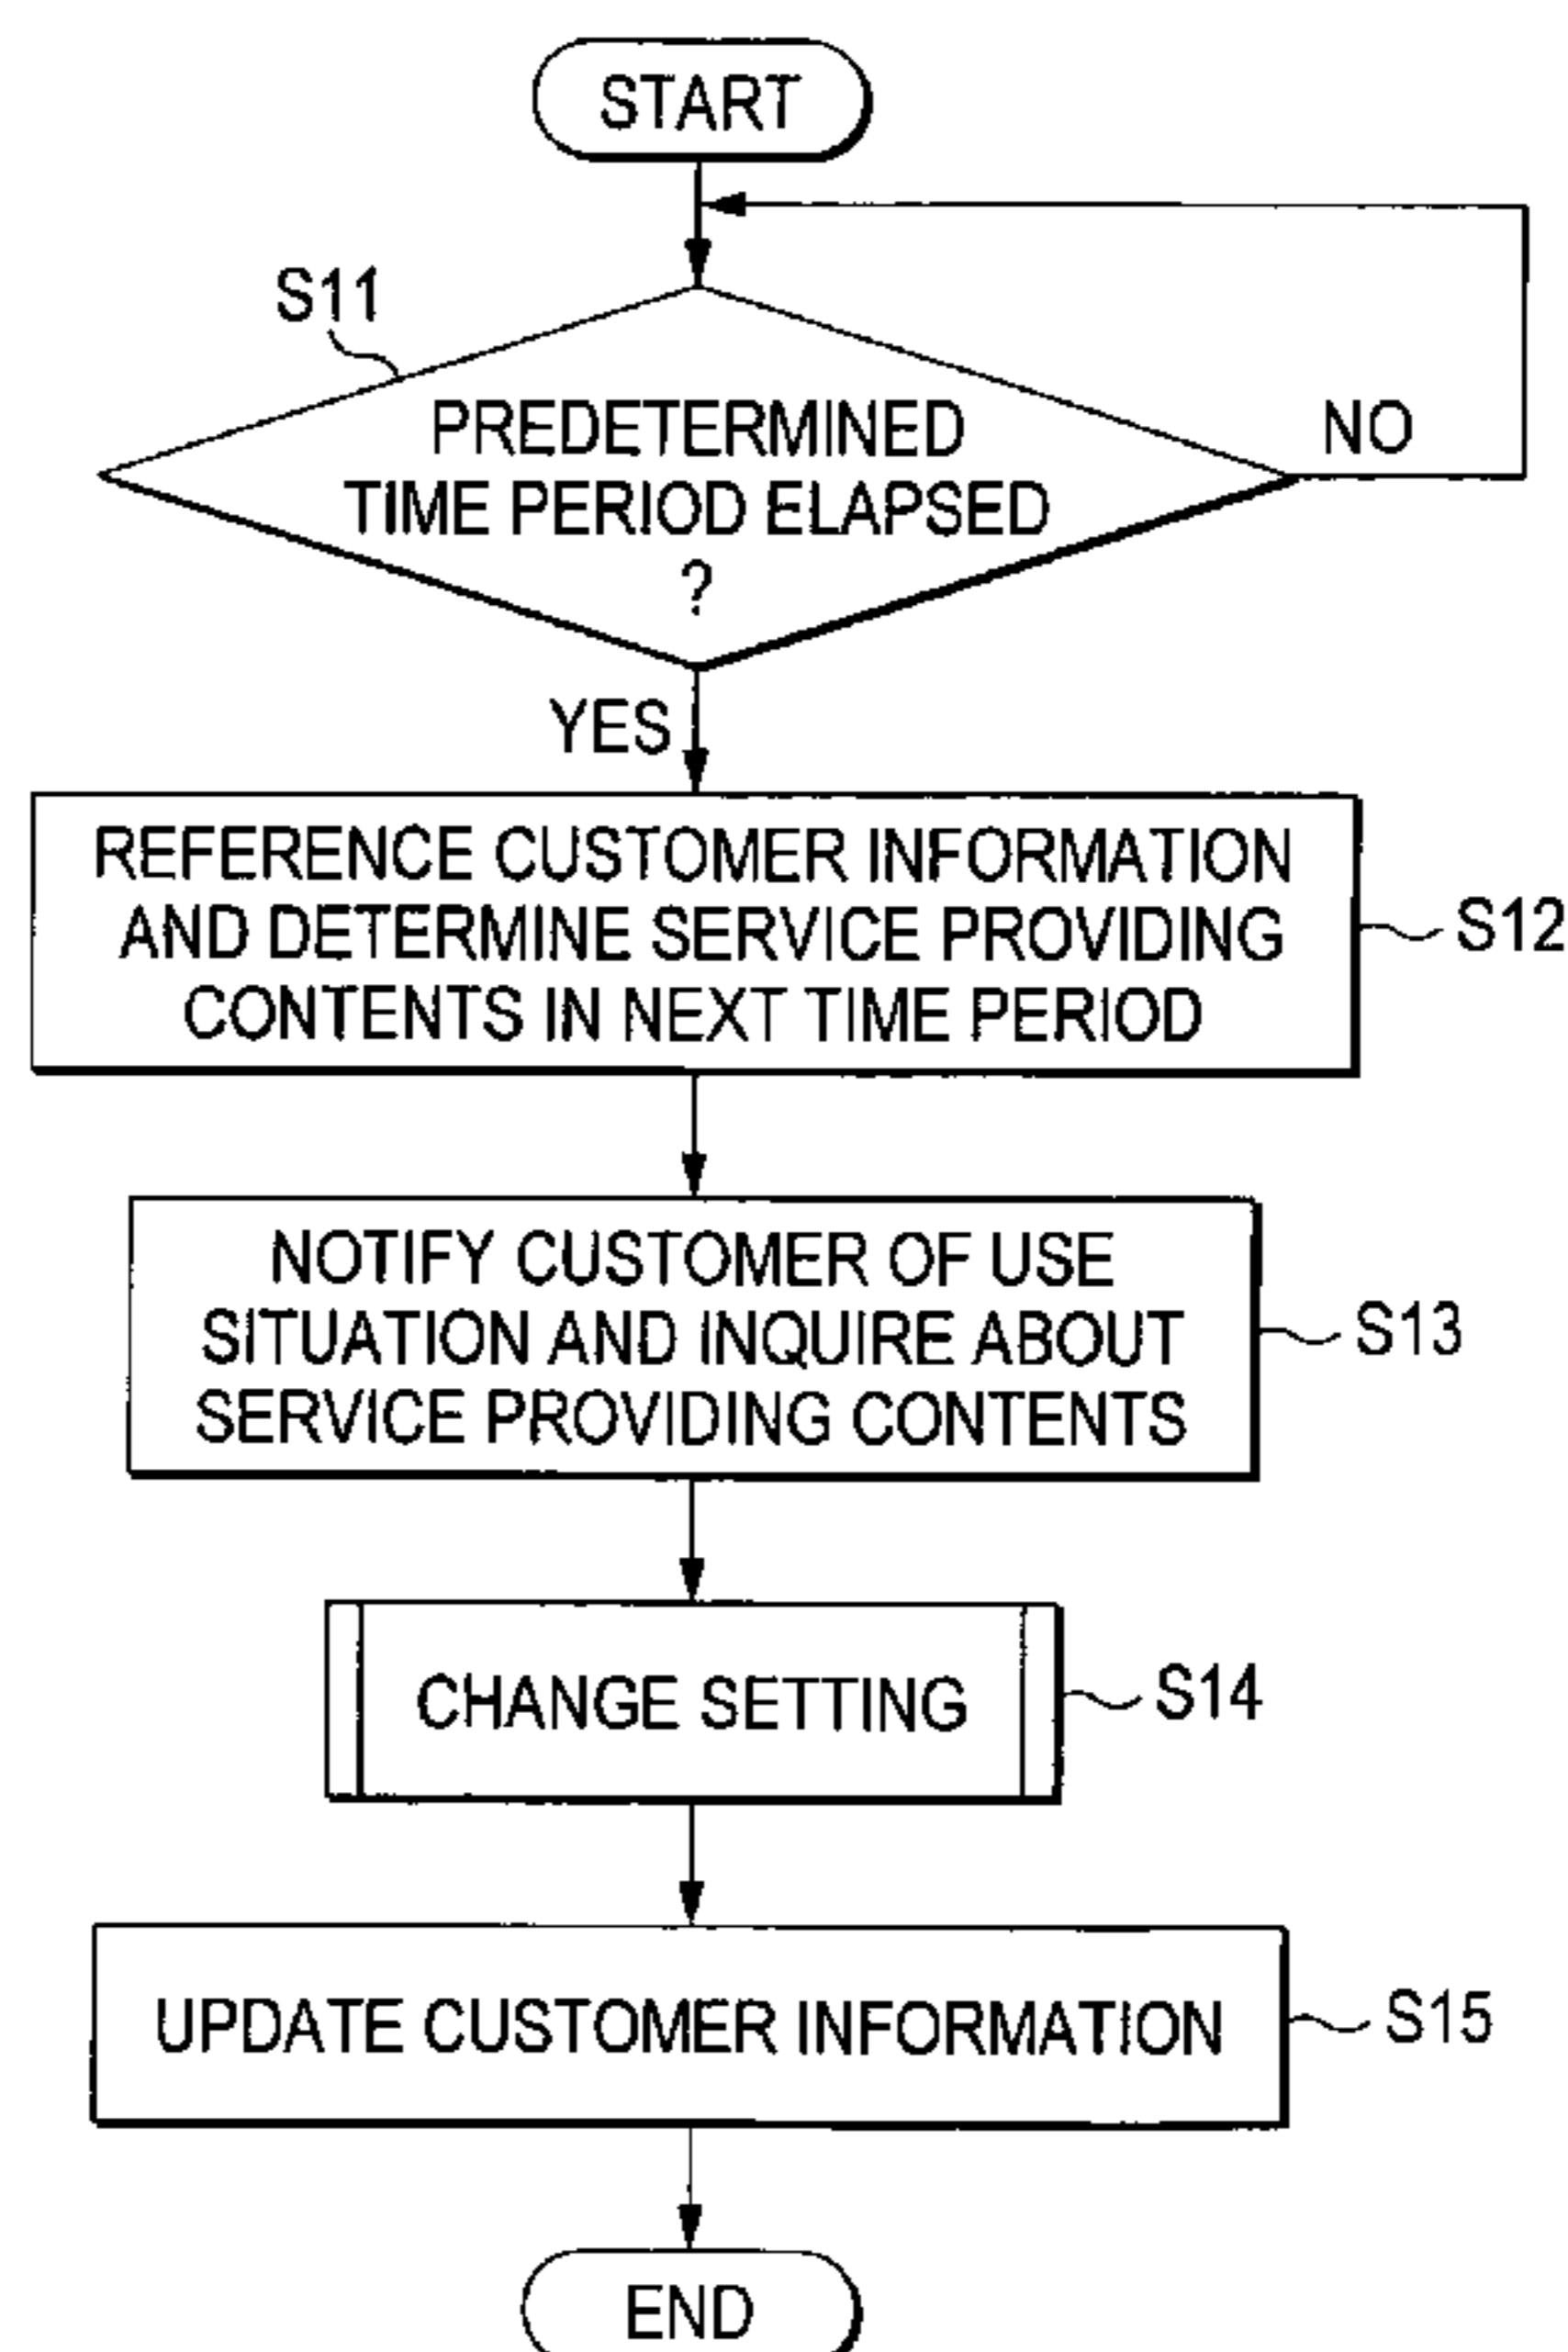 START
S11
PREDETERMINED
TIME PERIOD ELAPSED
?
NO
YES
REFERENCE CUSTOMER INFORMATION
AND DETERMINE SERVICE PROVIDING
CONTENTS IN NEXT TIME PERIOD
S12
NOTIFY CUSTOMER OF USE
SITUATION AND INQUIRE ABOUT
SERVICE PROVIDING CONTENTS
S13
CHANGE SETTING
S14
UPDATE CUSTOMER INFORMATION
S15
END